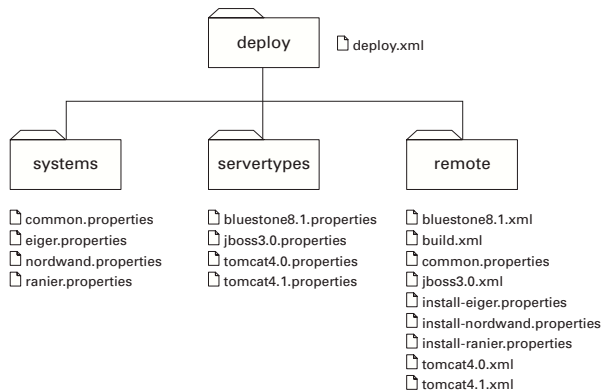 deploy
deploy.xml
systems
servertypes
remote
common.properties
eiger.properties
nordwand.properties
ranier.properties
bluestone8.1.properties
jboss3.0.properties
tomcat4.0.properties
tomcat4.1.properties
bluestone8.1.xml
build.xml
common.properties
jboss3.0.xml
install-eiger.properties
install-nordwand.properties
install-ranier.properties
tomcat4.0.xml
tomcat4.1.xml